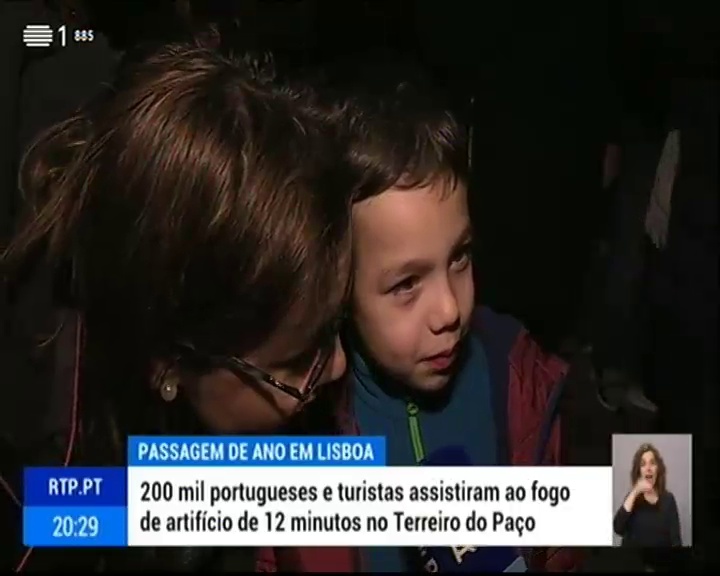 1 885
PASSAGEM DE ANO EM LISBOA
RTP.PT
20:29
200 mil portugueses e turistas assistiram ao fogo
de artifício de 12 minutos no Terreiro do Paço